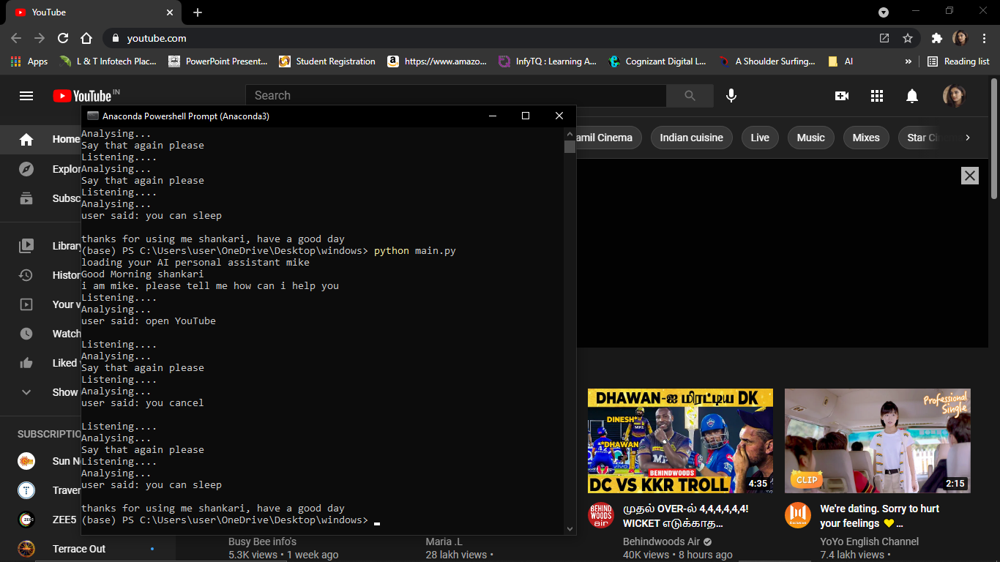 YouTube
youtube.com
Apps
L & T Infotech Plac...
PowerPoint Present...
Student Registration
https://www.amazo...
InfyTQ : Learning A...
Cognizant Digital L...
A Shoulder Surfing...
AI
»
Reading list
YouTube IN
Search
Anaconda Powershell Prompt (Anaconda3)
Home
Subsc
Librar
Histor
Your v
Watch
Liked
Show
SUBSCRIPTIO
Sun N
Traver
ZEE5
Terrace Out
Analysing...
Say that again please
Listening....
Analysing...
Say that again please
Listening....
Analysing...
user said: you can sleep
thanks for using me shankari, have a good day
(base) PS C:\Users\user\OneDrive\Desktop\windows> python main.py
loading your AI personal assistant mike
Good Morning shankari
i am mike. please tell me how can i help you
Listening....
Analysing...
user said: open YouTube
Listening....
Analysing...
Say that again please
Listening....
Analysing...
user said: you cancel
Listening....
Analysing...
Say that again please
Listening....
Analysing...
user said: you can sleep
thanks for using me shankari, have a good day
(base) PS C:\Users\user\OneDrive\Desktop\windows>
amil Cinema
Indian cuisine
Live
Music
Mixes
Star Ci
DHAWAN-ஐ மிரட்டிய DK
DINESH
DHAWAN
BEHINDWOODS
DC VS KKR TROLL
4:35
Professional
Single
CLIP
2:15
BEHIND
WOODS
air
முதல் OVER-ல் 4,4,4,4,4,4!
WICKET எடுக்காத...
Behindwoods Air
40K views • 8 hours ago
We're dating. Sorry to hurt
your feelings 💛 ...
YoYo English Channel
7.4 lakh views •
Busy Bee info's
5.3K views • 1 week ago
Maria .L
28 lakh views •